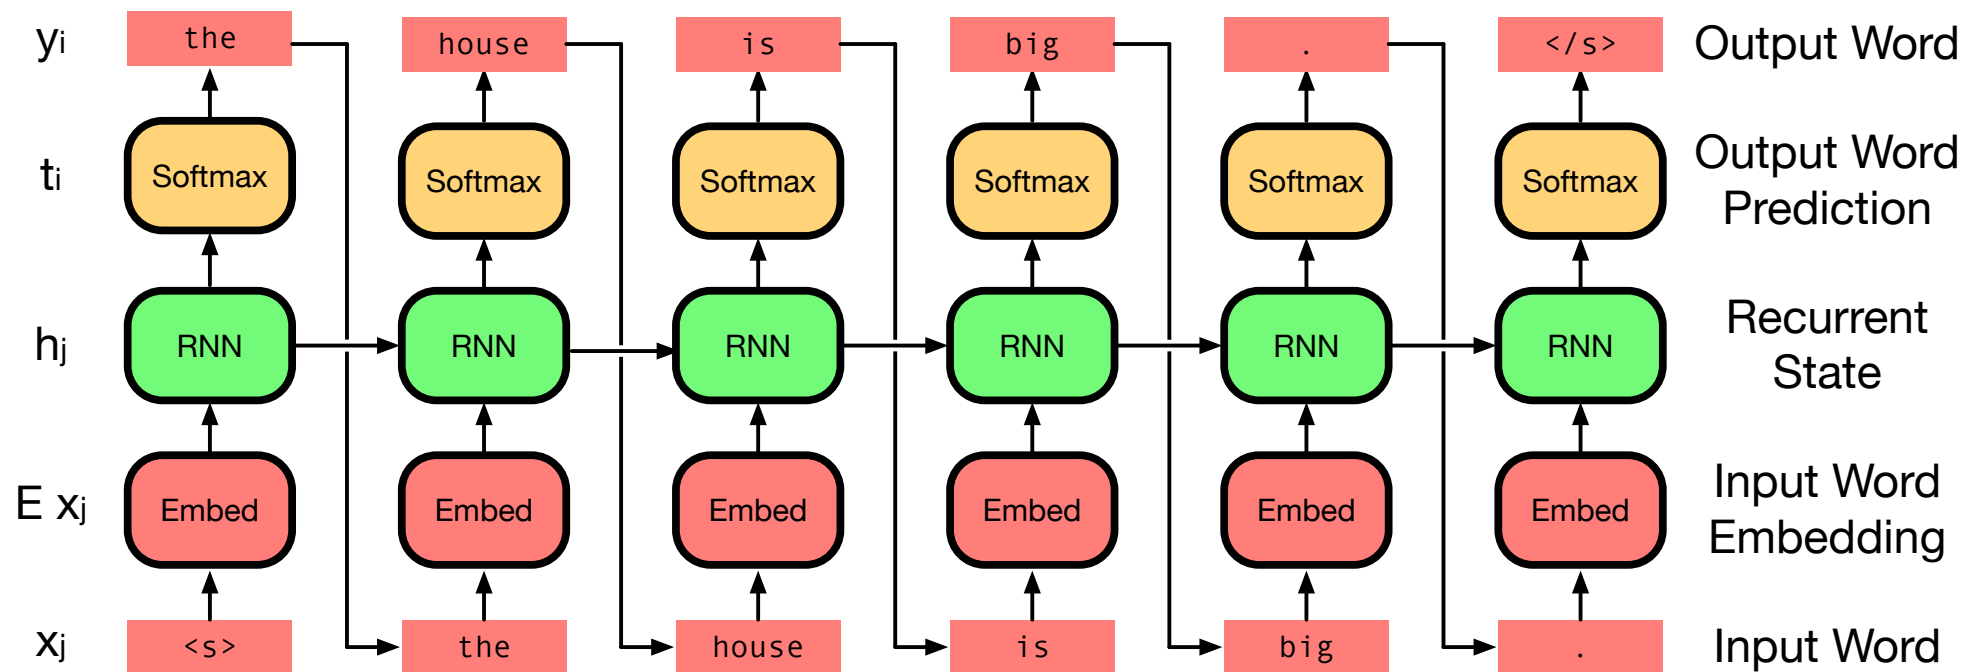 yi the house is big . </s> Output Word
ti Softmax Softmax Softmax Softmax Softmax Softmax Output Word
Prediction
hj RNN RNN RNN RNN RNN RNN Recurrent
State
E xj Embed Embed Embed Embed Embed Embed Input Word
Embedding
xj <s> the house is big . Input Word